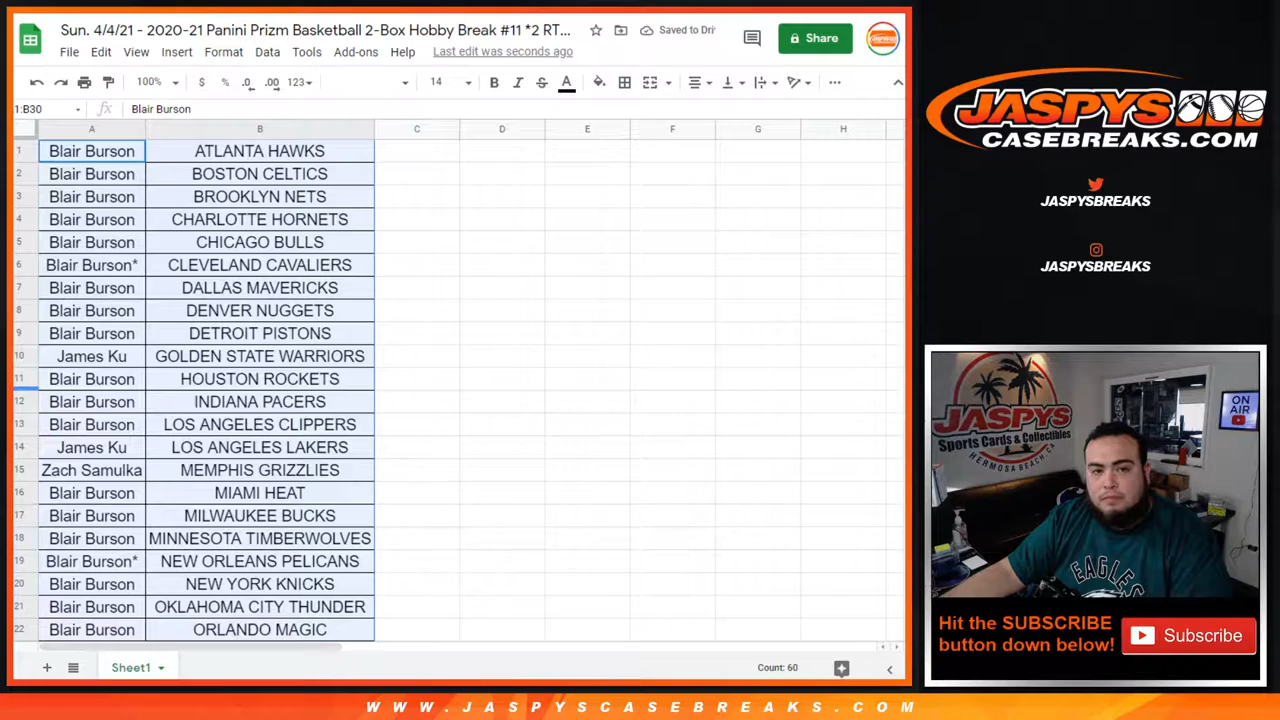 Sun. 4/4/21 - 2020-21 Panini Prizm Basketball 2-Box Hobby Break #11 *2 RT...
Saved to Dri
Share
File Edit View Insert Format Data Tools Add-ons Help Last edit was seconds ago
100% $ % .0 .00 123 14 B I S A
1:B30 fx Blair Burson
A B C D E F G H
1 Blair Burson ATLANTA HAWKS
2 Blair Burson BOSTON CELTICS
3 Blair Burson BROOKLYN NETS
4 Blair Burson CHARLOTTE HORNETS
5 Blair Burson CHICAGO BULLS
6 Blair Burson* CLEVELAND CAVALIERS
7 Blair Burson DALLAS MAVERICKS
8 Blair Burson DENVER NUGGETS
9 Blair Burson DETROIT PISTONS
10 James Ku GOLDEN STATE WARRIORS
11 Blair Burson HOUSTON ROCKETS
12 Blair Burson INDIANA PACERS
13 Blair Burson LOS ANGELES CLIPPERS
14 James Ku LOS ANGELES LAKERS
15 Zach Samulka MEMPHIS GRIZZLIES
16 Blair Burson MIAMI HEAT
17 Blair Burson MILWAUKEE BUCKS
18 Blair Burson MINNESOTA TIMBERWOLVES
19 Blair Burson* NEW ORLEANS PELICANS
20 Blair Burson NEW YORK KNICKS
21 Blair Burson OKLAHOMA CITY THUNDER
22 Blair Burson ORLANDO MAGIC
Sheet1
Count: 60
JASPYS
CASEBREAKS.COM
JASPYSBREAKS
JASPYSBREAKS
JASPYS
Sports Cards & Collectibles
HERMOSA BEACH, CA
ON
AIR
EAGLES
Hit the SUBSCRIBE
button down below!
Subscribe
WWW.JASPYSCASEBREAKS.COM